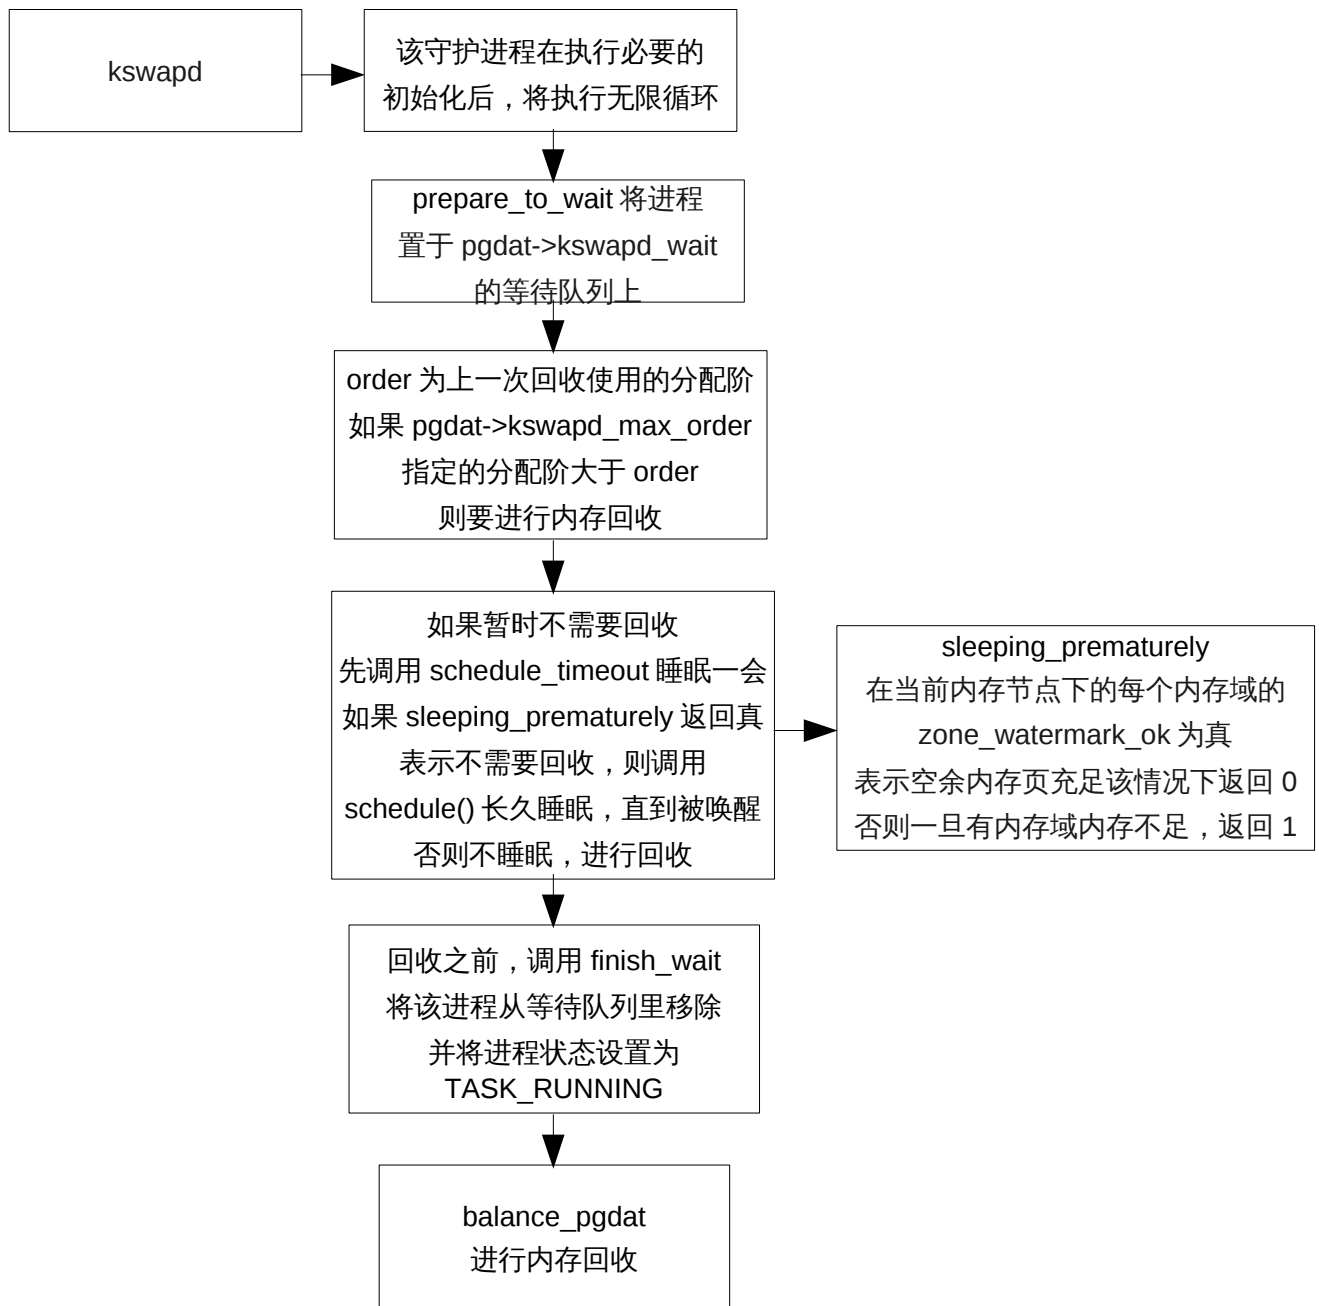 kswapd
该守护进程在执行必要的
初始化后，将执行无限循环
prepare_to_wait 将进程
置于 pgdat->kswapd_wait
的等待队列上
order 为上一次回收使用的分配阶
如果 pgdat->kswapd_max_order
指定的分配阶大于 order
则要进行内存回收
如果暂时不需要回收
先调用 schedule_timeout 睡眠一会
如果 sleeping_prematurely 返回真
表示不需要回收，则调用
schedule() 长久睡眠，直到被唤醒
否则不睡眠，进行回收
sleeping_prematurely
在当前内存节点下的每个内存域的
zone_watermark_ok 为真
表示空余内存页充足该情况下返回 0
否则一旦有内存域内存不足，返回 1
回收之前，调用 finish_wait
将该进程从等待队列里移除
并将进程状态设置为
TASK_RUNNING
balance_pgdat
进行内存回收